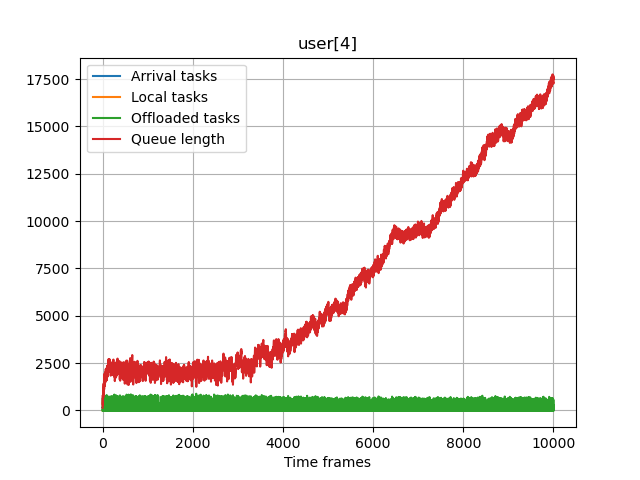 user[4]
Arrival tasks
Local tasks
Offloaded tasks
Queue length
17500
15000
12500
10000
7500
5000
2500
0
0 2000 4000 6000 8000 10000
Time frames